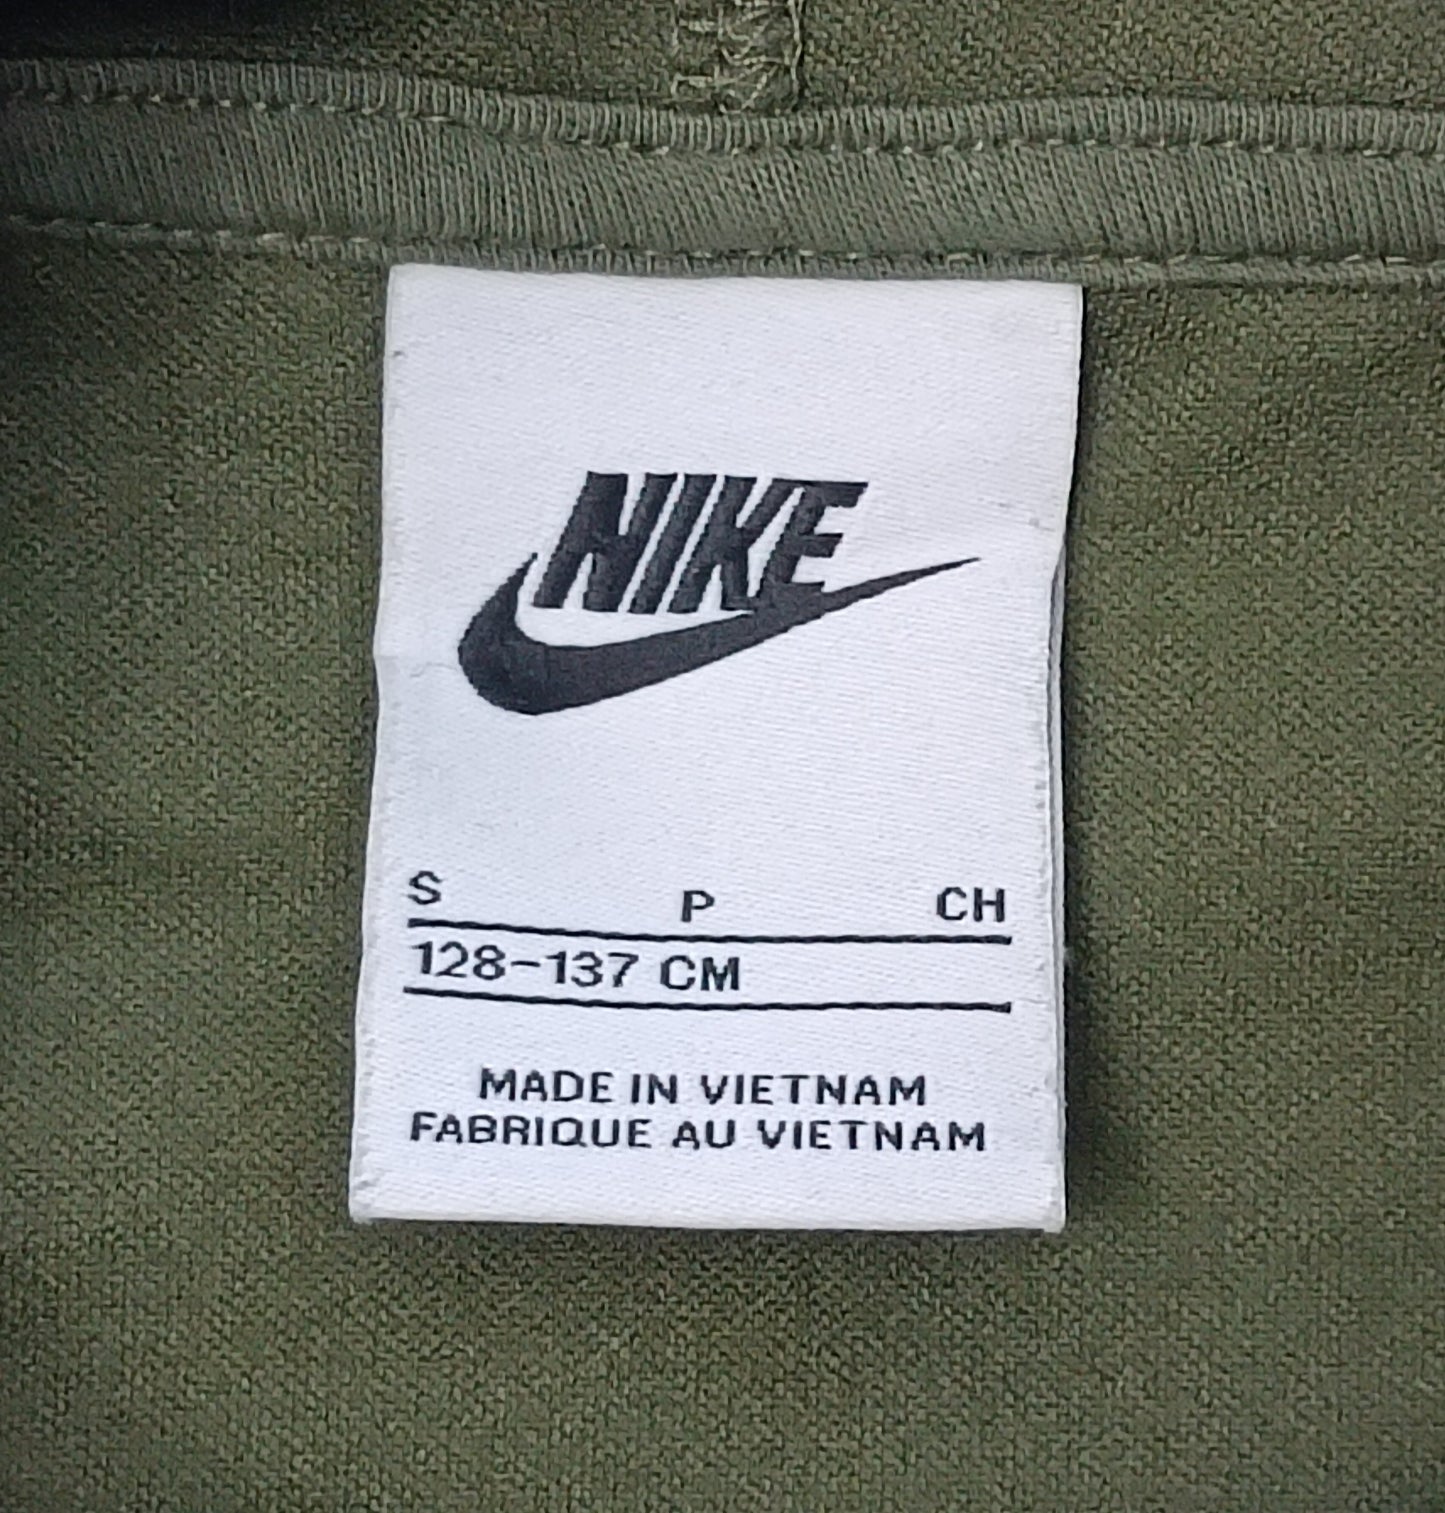 NIKE
S P CH
128-137 CM
MADE IN VIETNAM
FABRIQUE AU VIETNAM